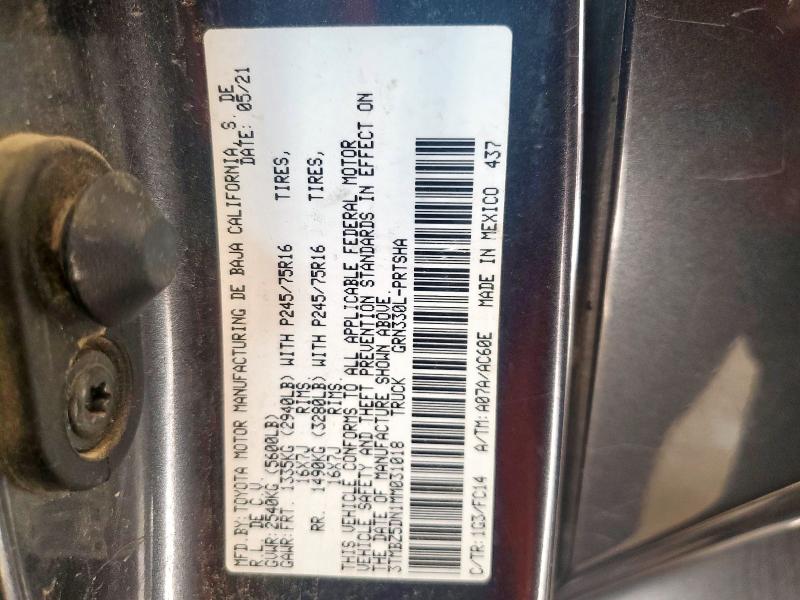 MFD.BY:TOYOTA MOTOR MANUFACTURING DE BAJA CALIFORNIA, S. DE
R.L. DE C.V. DATE: 05/21
GVWR:2540KG (5600LB)
GAWR:FRT. 1335KG (2940LB) WITH P245/75R16 TIRES,
16X7J RIMS
RR. 1490KG (3280LB) WITH P245/75R16 TIRES,
16X7J RIMS.
THIS VEHICLE CONFORMS TO ALL APPLICABLE FEDERAL MOTOR
VEHICLE SAFETY AND THEFT PREVENTION STANDARDS IN EFFECT ON
THE DATE OF MANUFACTURE SHOWN ABOVE.
3TMBZ5DN1MM031018 TRUCK GRN330L-PRTSHA
C/TR:1G3/FC14 A/TM:A07A/AC60E MADE IN MEXICO 437